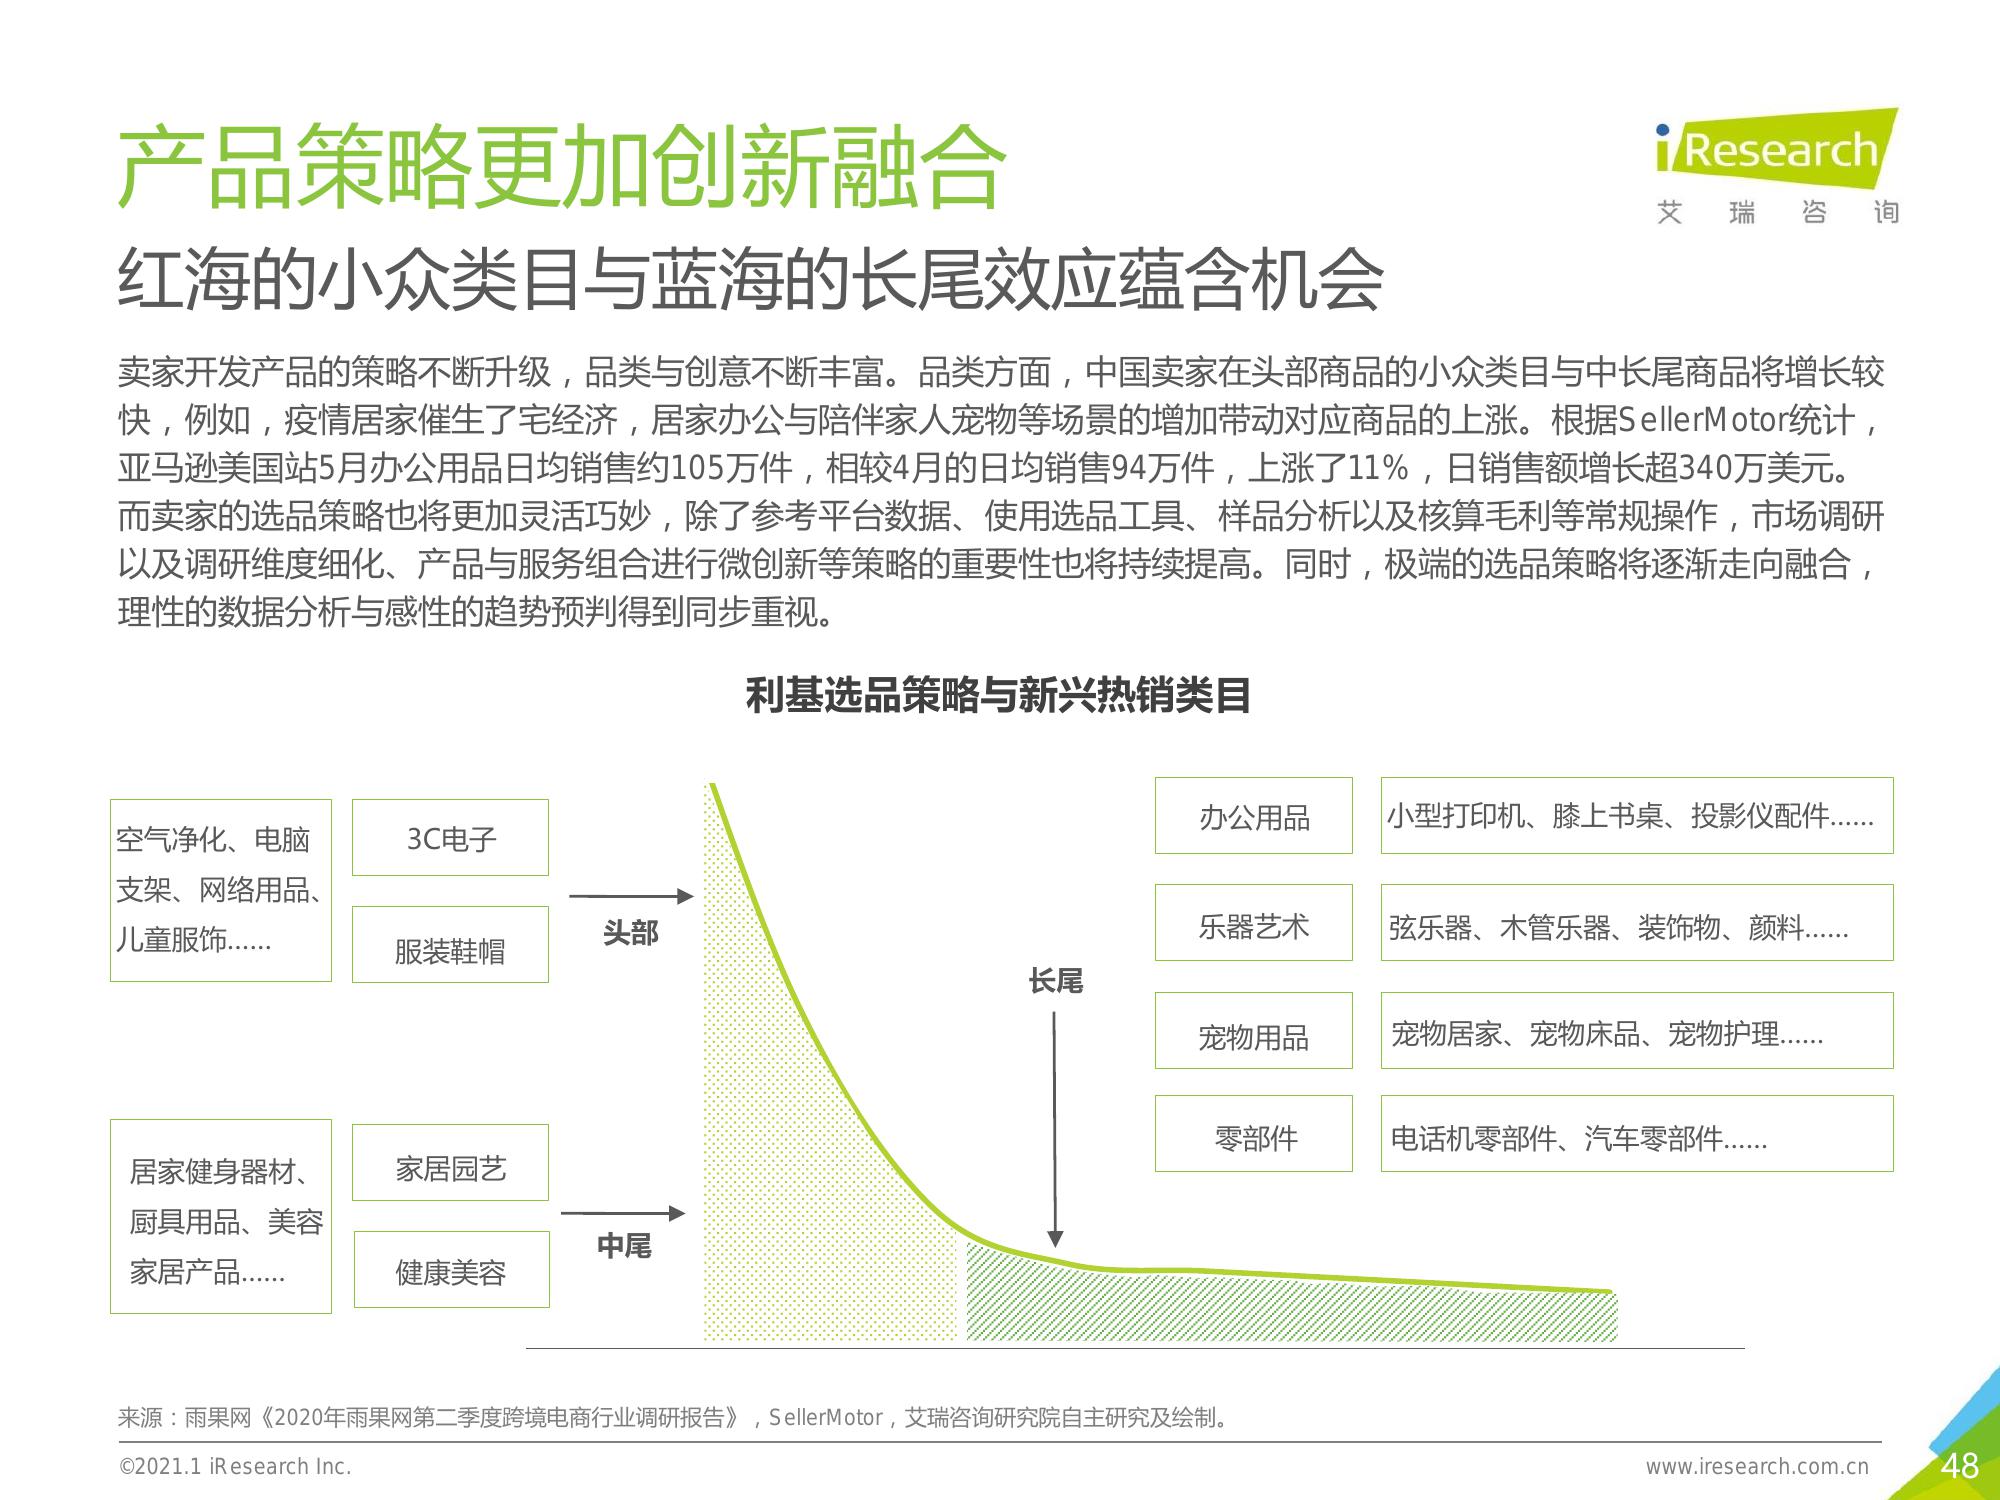 产品策略更加创新融合
iResearch
艾瑞咨询
红海的小众类目与蓝海的长尾效应蕴含机会
卖家开发产品的策略不断升级，品类与创意不断丰富。品类方面，中国卖家在头部商品的小众类目与中长尾商品将增长较
快，例如，疫情居家催生了宅经济，居家办公与陪伴家人宠物等场景的增加带动对应商品的上涨。根据SellerMotor统计，
亚马逊美国站5月办公用品日均销售约105万件，相较4月的日均销售94万件，上涨了11%，日销售额增长超340万美元。
而卖家的选品策略也将更加灵活巧妙，除了参考平台数据、使用选品工具、样品分析以及核算毛利等常规操作，市场调研
以及调研维度细化、产品与服务组合进行微创新等策略的重要性也将持续提高。同时，极端的选品策略将逐渐走向融合，
理性的数据分析与感性的趋势预判得到同步重视。
利基选品策略与新兴热销类目
空气净化、电脑
支架、网络用品、
儿童服饰……
3C电子
服装鞋帽
头部
居家健身器材、
厨具用品、美容
家居产品……
家居园艺
健康美容
中尾
长尾
办公用品
小型打印机、膝上书桌、投影仪配件……
乐器艺术
弦乐器、木管乐器、装饰物、颜料……
宠物用品
宠物居家、宠物床品、宠物护理……
零部件
电话机零部件、汽车零部件……
来源：雨果网《2020年雨果网第二季度跨境电商行业调研报告》，SellerMotor，艾瑞咨询研究院自主研究及绘制。
©2021.1 iResearch Inc.
www.iresearch.com.cn
48